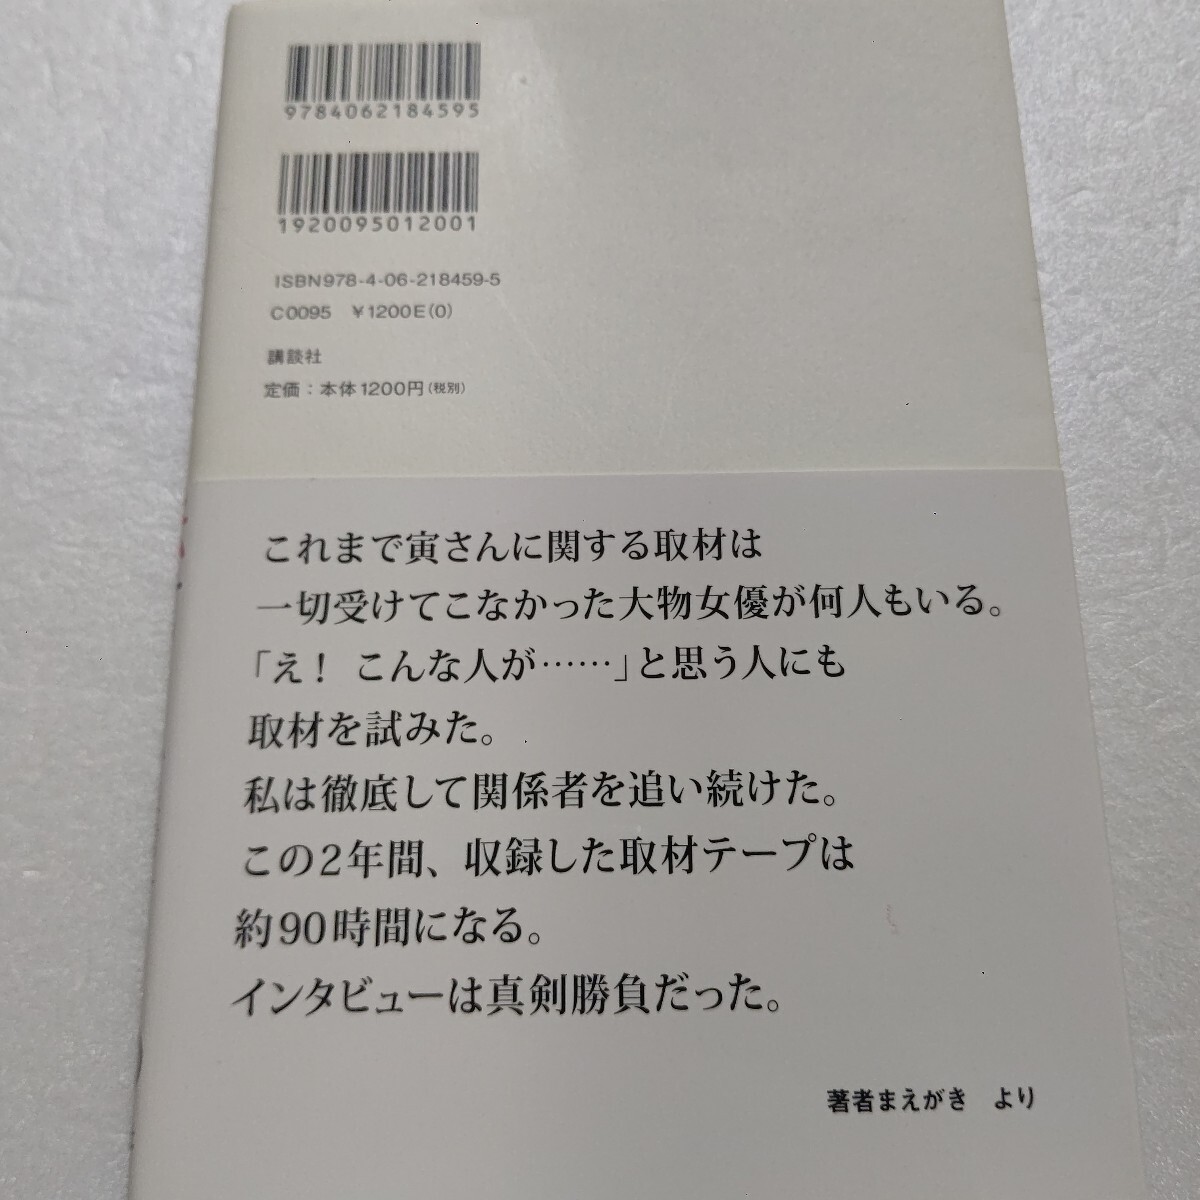 9784062184595
1920095012001
ISBN978-4-06-218459-5
C0095 ¥1200E(0)
講談社
定価：本体1200円(税別)
これまで寅さんに関する取材は
一切受けてこなかった大物女優が何人もいる。
「え！ こんな人が……」と思う人にも
取材を試みた。
私は徹底して関係者を追い続けた。
この2年間、収録した取材テープは
約90時間になる。
インタビューは真剣勝負だった。
著者まえがき より